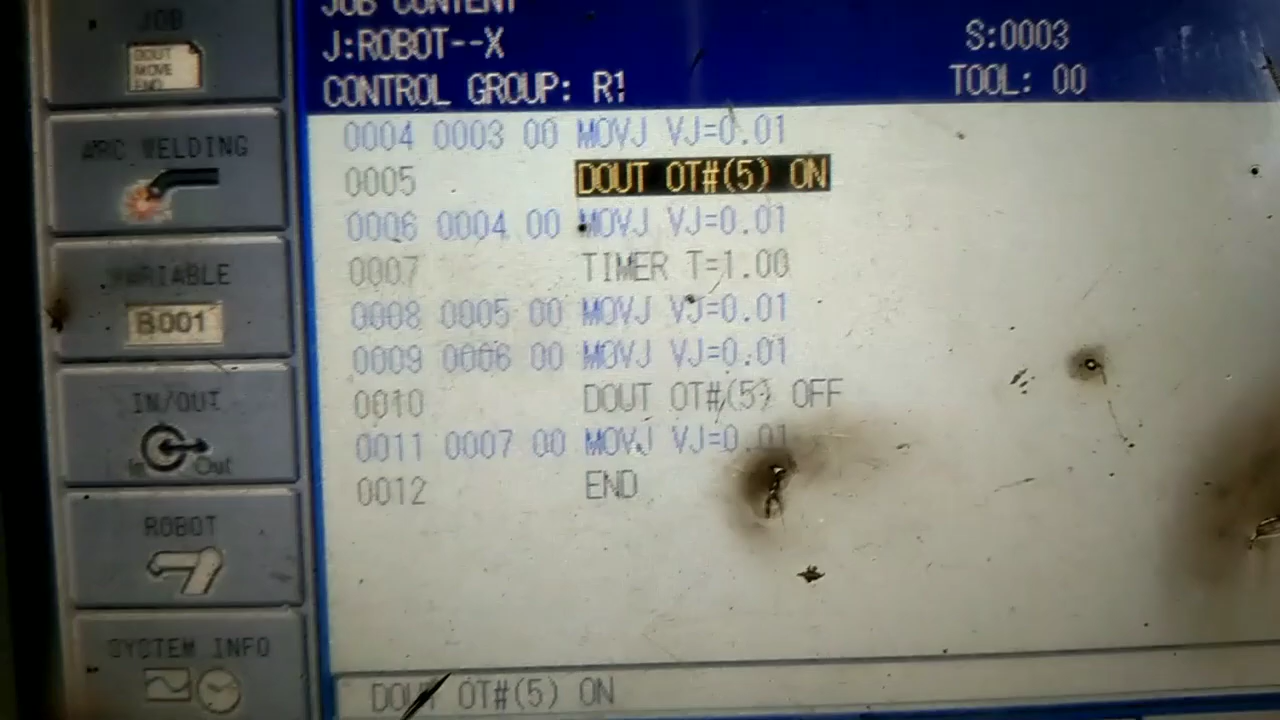 JOB CONTENT
J:ROBOT--X S:0003
CONTROL GROUP: R1 TOOL: 00
0004 0003 00 MOVJ VJ=0.01
0005 DOUT OT#(5) ON
0006 0004 00 MOVJ VJ=0.01
0007 TIMER T=1.00
0008 0005 00 MOVJ VJ=0.01
0009 0006 00 MOVJ VJ=0.01
0010 DOUT OT#(5) OFF
0011 0007 00 MOVJ VJ=0.01
0012 END
DOUT OT#(5) ON
JOB
DOUT
MOVE
END
ARC WELDING
VARIABLE
B001
IN/OUT
In Out
ROBOT
SYSTEM INFO